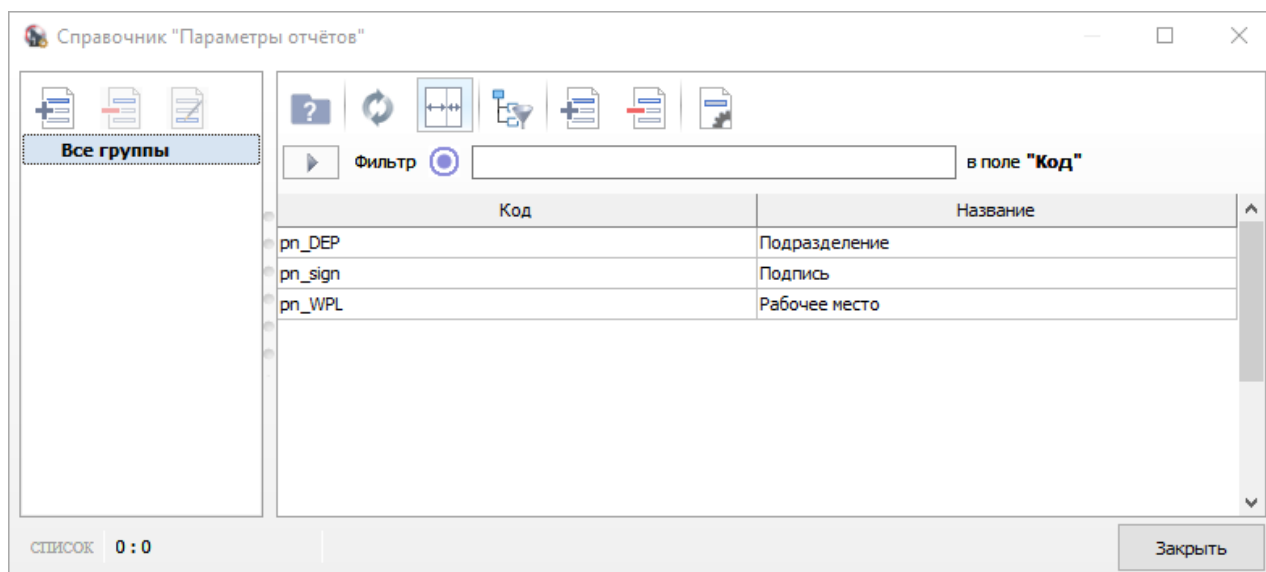 Справочник "Параметры отчётов"
Все группы
Фильтр в поле "Код"
Код Название
pn_DEP Подразделение
pn_sign Подпись
pn_WPL Рабочее место
список 0 : 0
Закрыть